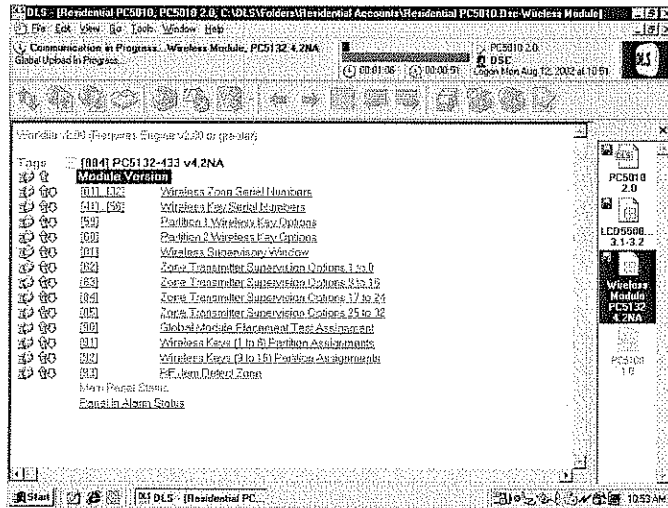 DLS - [Residential PC5010, PC5010 2.0, C:\DLS\Folders\Residential Accounts\Residential PC5010.Dsc-Wireless Module]
File Edit View Go Tools Window Help
Communication in Progress... Wireless Module, PC5132 4.2NA
Global Upload in Progress...
00:01:06 00:00:51
PC5010 2.0
DSC
Logon Mon Aug 12, 2002 at 10:51
DLS
v2.00 (Requires Engine v2.00 or greater)
Tags [804] PC5132-433 v4.2NA
Module Version
[01]..[32] Wireless Zone Serial Numbers
[41]..[56] Wireless Key Serial Numbers
[59] Partition 1 Wireless Key Options
[60] Partition 2 Wireless Key Options
[81] Wireless Supervisory Window
[82] Zone Transmitter Supervision Options 1 to 8
[83] Zone Transmitter Supervision Options 9 to 16
[84] Zone Transmitter Supervision Options 17 to 24
[85] Zone Transmitter Supervision Options 25 to 32
[90] Global Module Placement Test Assignment
[91] Wireless Keys (1 to 8) Partition Assignments
[92] Wireless Keys (9 to 16) Partition Assignments
[93] RF Jam Detect Zone
Main Panel Status
Panel In Alarm Status
PC5010
2.0
LCD5500...
3.1-3.2
Wireless
Module
PC5132
4.2NA
PC5108
1.0
Start
DLS - [Residential PC...
10:53 AM